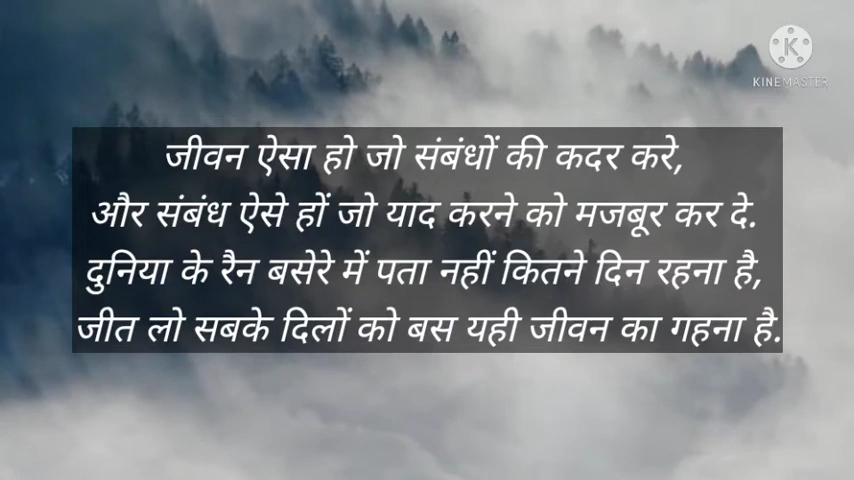 KINEMASTER
जीवन ऐसा हो जो संबंधों की कदर करे,
और संबंध ऐसे हों जो याद करने को मजबूर कर दे.
दुनिया के रैन बसेरे में पता नहीं कितने दिन रहना है,
जीत लो सबके दिलों को बस यही जीवन का गहना है.